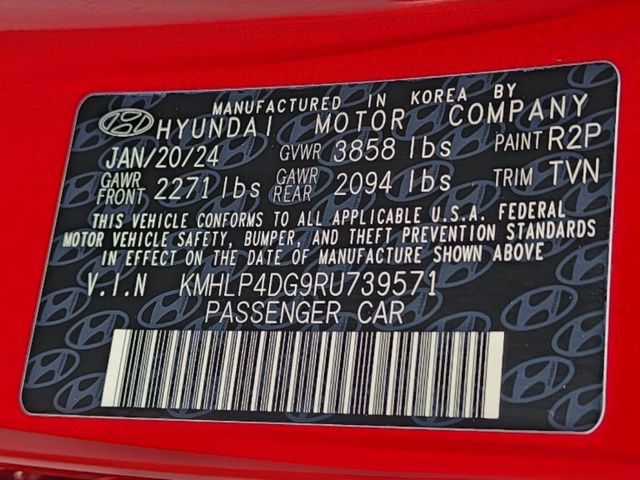 MANUFACTURED IN KOREA BY
HYUNDAI MOTOR COMPANY
JAN/20/24 GVWR 3858 lbs PAINT R2P
GAWR FRONT 2271 lbs GAWR REAR 2094 lbs TRIM TVN
THIS VEHICLE CONFORMS TO ALL APPLICABLE U.S.A. FEDERAL
MOTOR VEHICLE SAFETY, BUMPER, AND THEFT PREVENTION STANDARDS
IN EFFECT ON THE DATE OF MANUFACTURE SHOWN ABOVE
V.I.N KMHLP4DG9RU739571
PASSENGER CAR